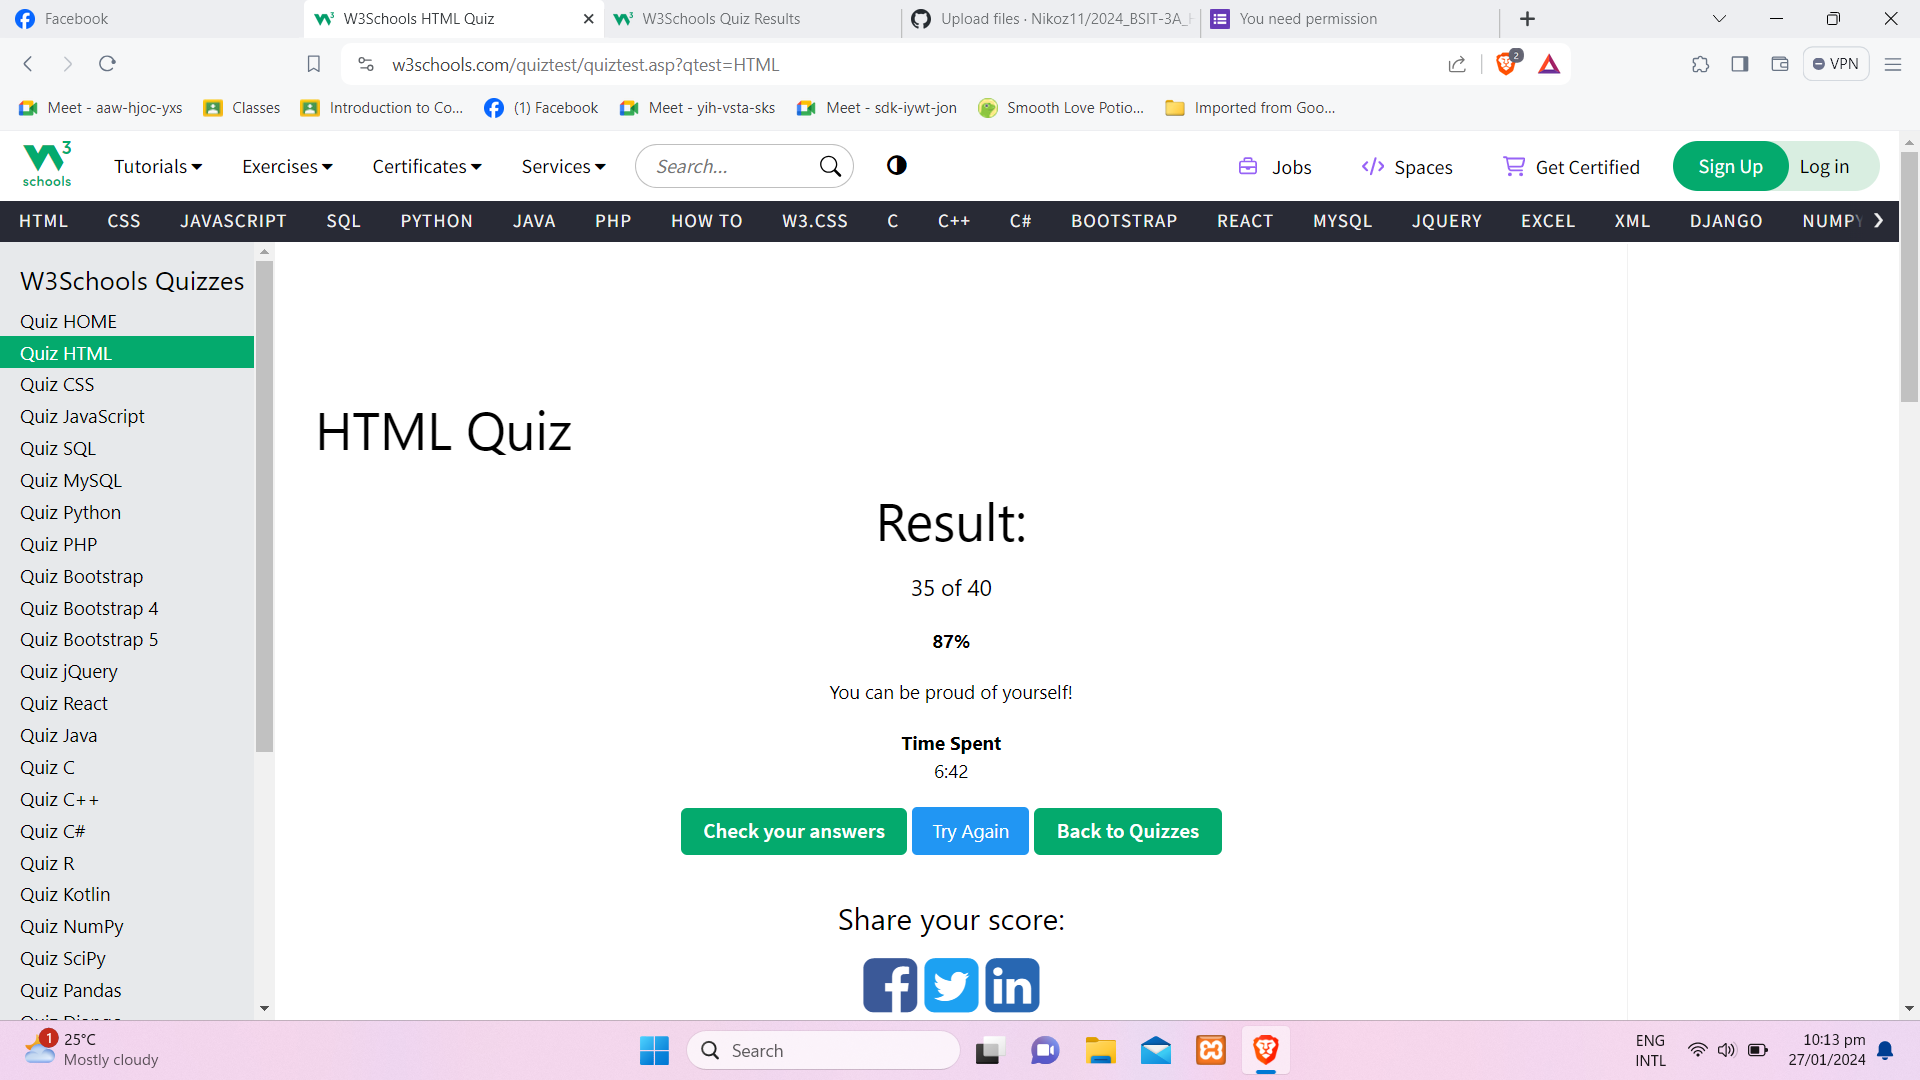 Facebook
W3Schools HTML Quiz
W3Schools Quiz Results
Upload files · Nikoz11/2024_BSIT-3A_
You need permission
w3schools.com/quiztest/quiztest.asp?qtest=HTML
2
VPN
Meet - aaw-hjoc-yxs
Classes
Introduction to Co...
(1) Facebook
Meet - yih-vsta-sks
Meet - sdk-iywt-jon
Smooth Love Potio...
Imported from Goo...
3
schools
Tutorials
Exercises
Certificates
Services
Search...
Jobs
Spaces
Get Certified
Sign Up
Log in
HTML
CSS
JAVASCRIPT
SQL
PYTHON
JAVA
PHP
HOW TO
W3.CSS
C
C++
C#
BOOTSTRAP
REACT
MYSQL
JQUERY
EXCEL
XML
DJANGO
NUMPY
W3Schools Quizzes
Quiz HOME
Quiz HTML
Quiz CSS
Quiz JavaScript
Quiz SQL
Quiz MySQL
Quiz Python
Quiz PHP
Quiz Bootstrap
Quiz Bootstrap 4
Quiz Bootstrap 5
Quiz jQuery
Quiz React
Quiz Java
Quiz C
Quiz C++
Quiz C#
Quiz R
Quiz Kotlin
Quiz NumPy
Quiz SciPy
Quiz Pandas
HTML Quiz
Result:
35 of 40
87%
You can be proud of yourself!
Time Spent
6:42
Check your answers
Try Again
Back to Quizzes
Share your score:
1
25°C
Mostly cloudy
Search
ENG
INTL
10:13 pm
27/01/2024